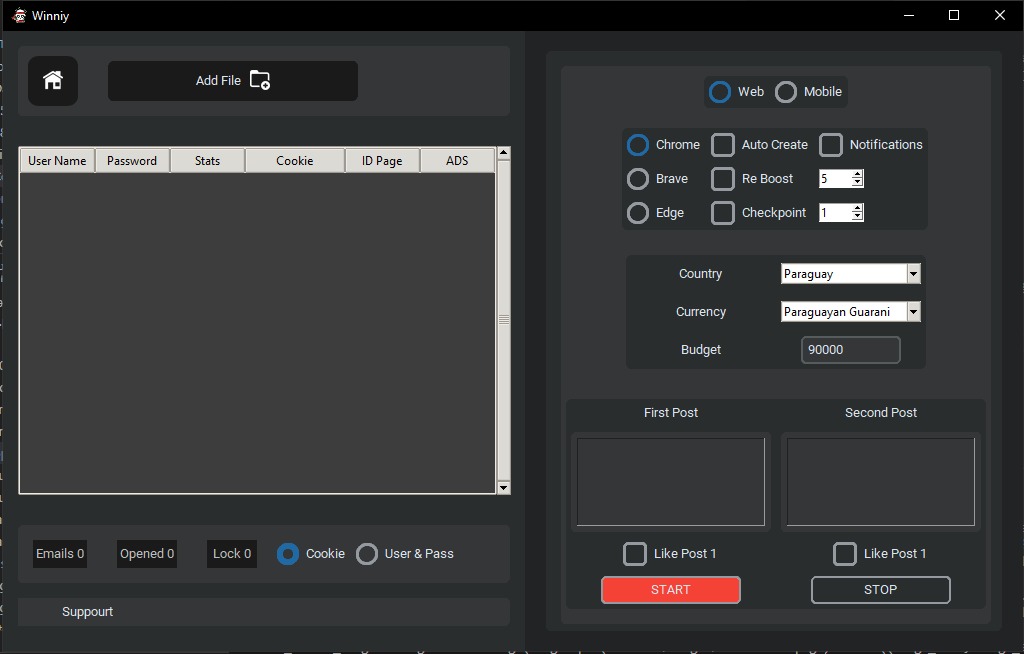 Winniy
Add File
User Name Password Stats Cookie ID Page ADS
Emails 0 Opened 0 Lock 0 Cookie User & Pass
Suppourt
Web Mobile
Chrome Auto Create Notifications
Brave Re Boost 5
Edge Checkpoint 1
Country Paraguay
Currency Paraguayan Guarani
Budget 90000
First Post Second Post
Like Post 1 Like Post 1
START STOP